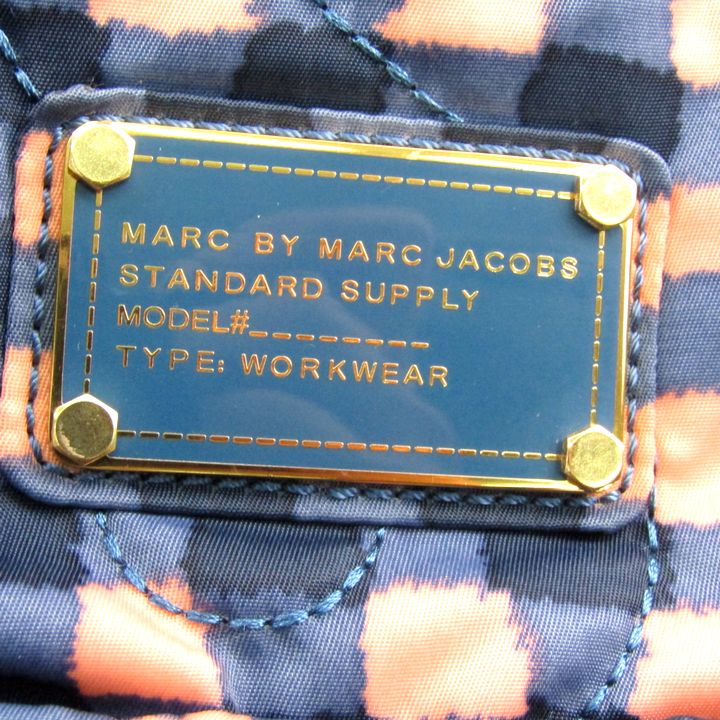 MARC BY MARC JACOBS
STANDARD SUPPLY
MODEL#_________
TYPE: WORKWEAR